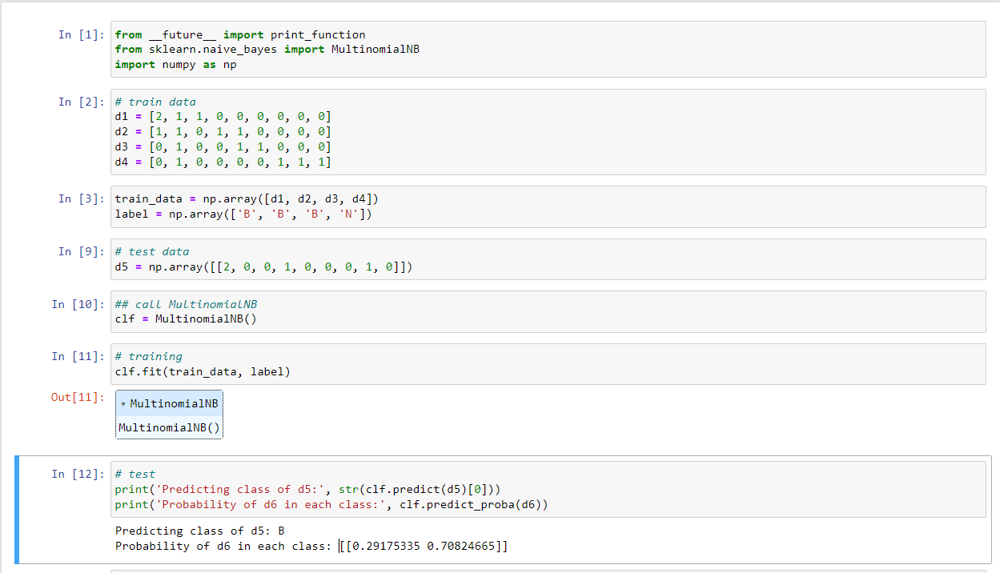 In [1]: from __future__ import print_function
from sklearn.naive_bayes import MultinomialNB
import numpy as np
In [2]: # train data
d1 = [2, 1, 1, 0, 0, 0, 0, 0, 0]
d2 = [1, 1, 0, 1, 1, 0, 0, 0, 0]
d3 = [0, 1, 0, 0, 1, 1, 0, 0, 0]
d4 = [0, 1, 0, 0, 0, 0, 1, 1, 1]
In [3]: train_data = np.array([d1, d2, d3, d4])
label = np.array(['B', 'B', 'B', 'N'])
In [9]: # test data
d5 = np.array([[2, 0, 0, 1, 0, 0, 0, 1, 0]])
In [10]: ## call MultinomialNB
clf = MultinomialNB()
In [11]: # training
clf.fit(train_data, label)
Out[11]: ▾ MultinomialNB
MultinomialNB()
In [12]: # test
print('Predicting class of d5:', str(clf.predict(d5)[0]))
print('Probability of d6 in each class:', clf.predict_proba(d6))
Predicting class of d5: B
Probability of d6 in each class: [[0.29175335 0.70824665]]